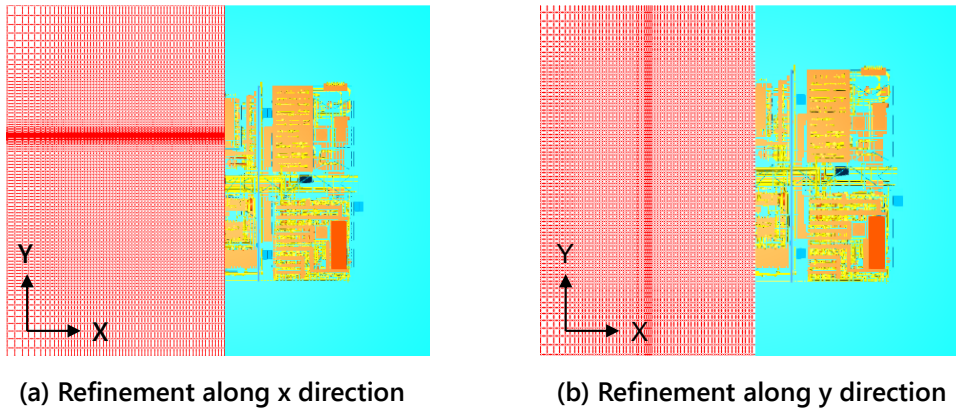 Y
X
Y
X
(a) Refinement along x direction
(b) Refinement along y direction